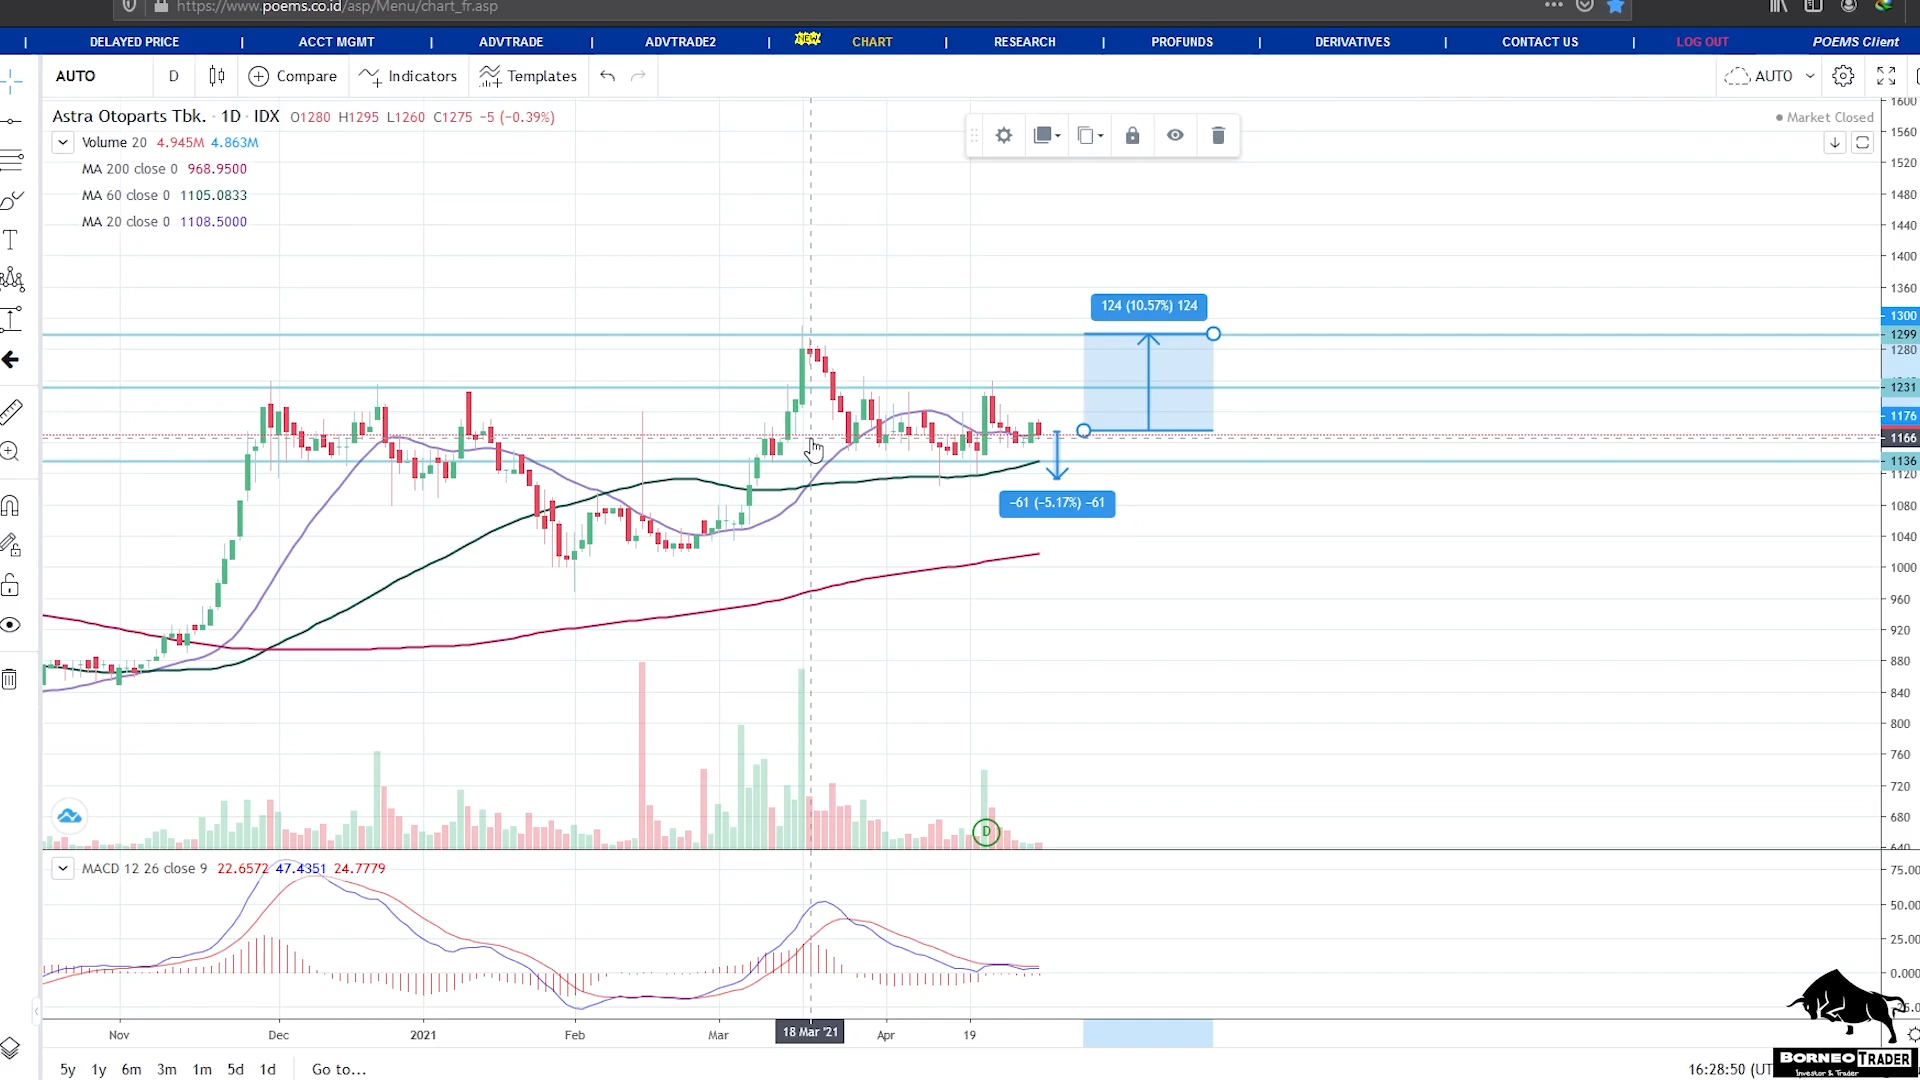 https://www.poems.co.id/asp/Menu/chart_fr.asp
DELAYED PRICE | ACCT MGMT | ADVTRADE | ADVTRADE2 | NEW CHART | RESEARCH | PROFUNDS | DERIVATIVES | CONTACT US | LOG OUT POEMS Client
AUTO D Compare Indicators Templates AUTO
Astra Otoparts Tbk. · 1D · IDX O1280 H1295 L1260 C1275 -5 (-0.39%)
Market Closed
Volume 20 4.945M 4.863M
MA 200 close 0 968.9500
MA 60 close 0 1105.0833
MA 20 close 0 1108.5000
124 (10.57%) 124
−61 (−5.17%) −61
1600
1560
1520
1480
1440
1400
1360
1300
1299
1280
1231
1176
1166
1136
1120
1080
1040
1000
960
920
880
840
800
760
720
680
640
D
MACD 12 26 close 9 22.6572 47.4351 24.7779
75.00
50.00
25.00
0.000
Nov Dec 2021 Feb Mar 18 Mar '21 Apr 19
5y 1y 6m 3m 1m 5d 1d Go to...
16:28:50 (UT
BORNEO TRADER
Investor & Trader